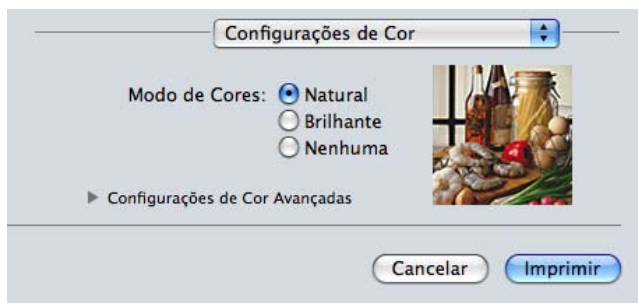 Configurações de Cor
Modo de Cores: Natural
Brilhante
Nenhuma
Configurações de Cor Avançadas
Cancelar Imprimir